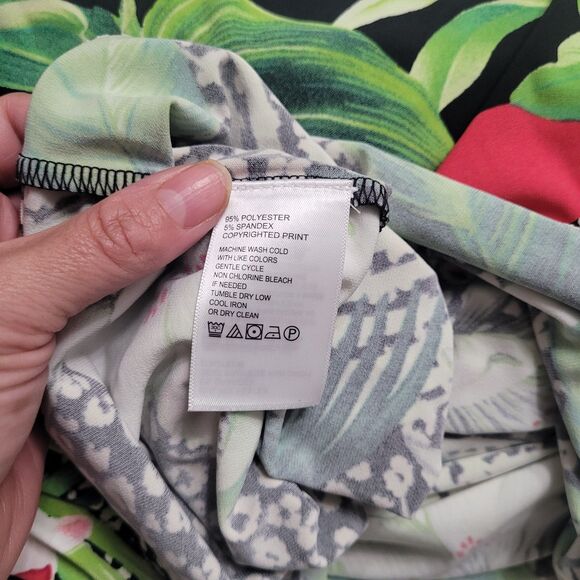 95% POLYESTER
5% SPANDEX
COPYRIGHTED PRINT
MACHINE WASH COLD
WITH LIKE COLORS
GENTLE CYCLE
NON CHLORINE BLEACH
IF NEEDED
TUMBLE DRY LOW
COOL IRON
OR DRY CLEAN